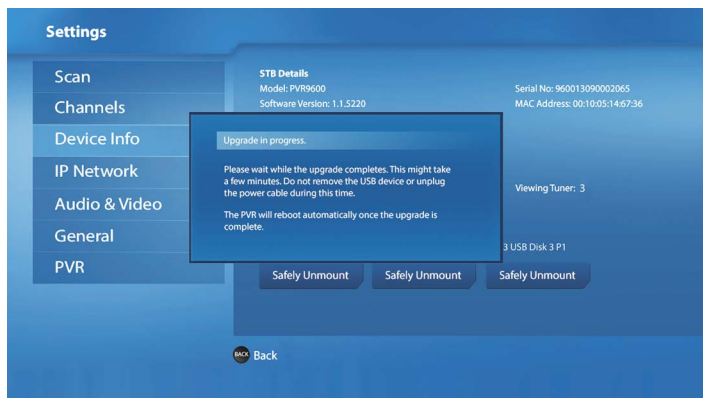 Settings
Scan
Channels
Device Info
IP Network
Audio & Video
General
PVR
STB Details
Model: PVR9600
Software Version: 1.1.5220
Serial No: 960013090002065
MAC Address: 00:10:05:14:67:36
Upgrade in progress.
Please wait while the upgrade completes. This might take
a few minutes. Do not remove the USB device or unplug
the power cable during this time.
The PVR will reboot automatically once the upgrade is
complete.
Viewing Tuner: 3
3 USB Disk 3 P1
Safely Unmount
Safely Unmount
Safely Unmount
BACK Back